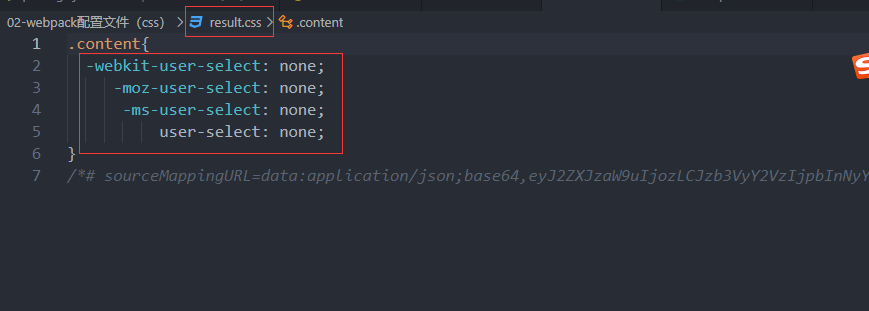 02-webpack配置文件（css） > result.css > .content
1 .content{
2 -webkit-user-select: none;
3 -moz-user-select: none;
4 -ms-user-select: none;
5 user-select: none;
6 }
7 /*# sourceMappingURL=data:application/json;base64,eyJ2ZXJzaW9uIjozLCJzb3VyY2VzIjpbInNyY